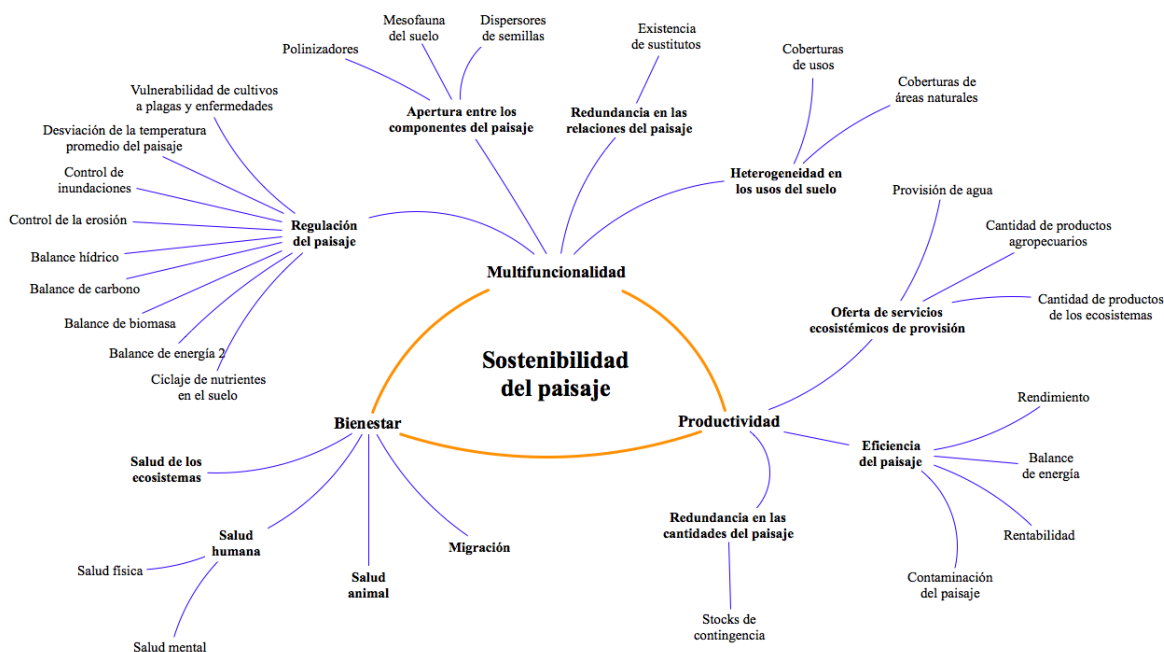 Mesofauna
del suelo
Dispersores
de semillas
Polinizadores
Existencia
de sustitutos
Coberturas
de usos
Coberturas de
áreas naturales
Vulnerabilidad de cultivos
a plagas y enfermedades
Apertura entre los
componentes del paisaje
Redundancia en las
relaciones del paisaje
Desviación de la temperatura
promedio del paisaje
Control de
inundaciones
Heterogeneidad en
los usos del suelo
Provisión de agua
Control de la erosión
Regulación
del paisaje
Cantidad de productos
agropecuarios
Balance hídrico
Multifuncionalidad
Balance de carbono
Cantidad de productos
de los ecosistemas
Oferta de servicios
ecosistémicos de provisión
Balance de biomasa
Balance de energía 2
Ciclaje de nutrientes
en el suelo
Sostenibilidad
del paisaje
Rendimiento
Bienestar
Productividad
Eficiencia
del paisaje
Salud de los
ecosistemas
Balance
de energía
Redundancia en las
cantidades del paisaje
Rentabilidad
Salud
humana
Migración
Salud física
Salud
animal
Contaminación
del paisaje
Stocks de
contingencia
Salud mental